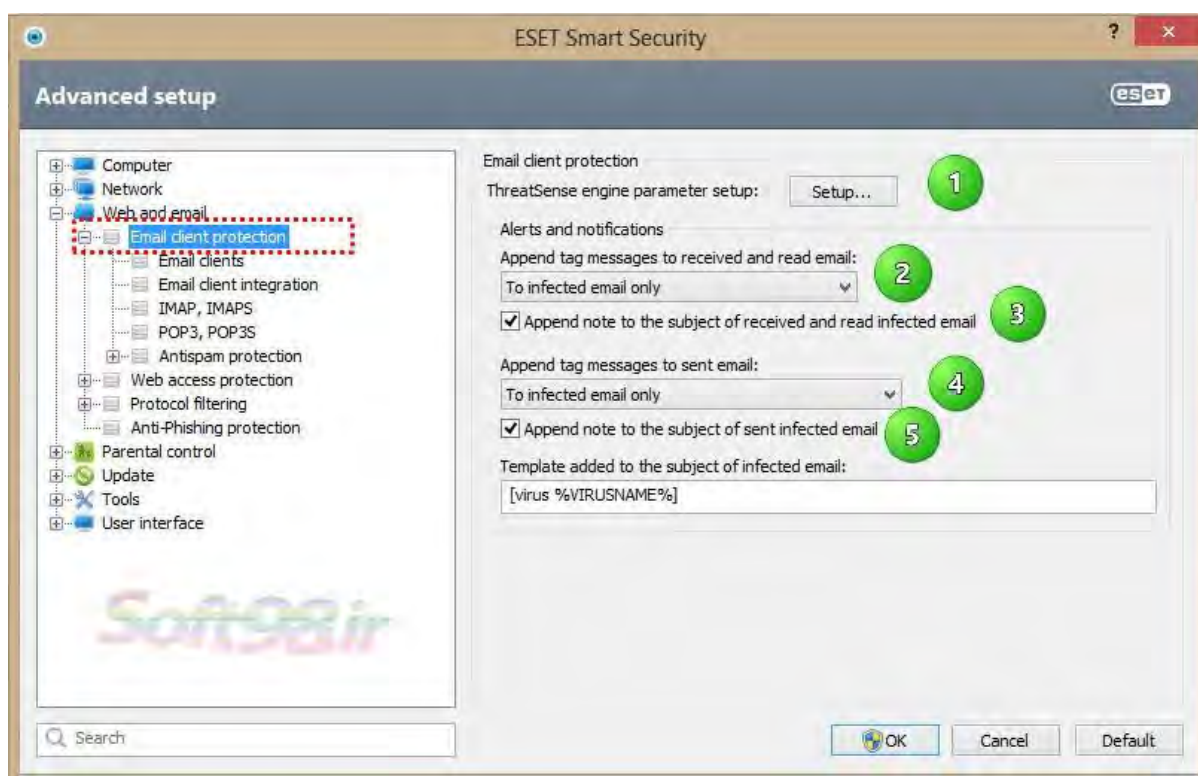 ESET Smart Security
?
×
Advanced setup
eseT
Computer
Network
Web and email
Email client protection
Email clients
Email client integration
IMAP, IMAPS
POP3, POP3S
Antispam protection
Web access protection
Protocol filtering
Anti-Phishing protection
Parental control
Update
Tools
User interface
Soft98.ir
Search
Email client protection
ThreatSense engine parameter setup:
Setup...
1
Alerts and notifications
Append tag messages to received and read email:
To infected email only
2
Append note to the subject of received and read infected email
3
Append tag messages to sent email:
To infected email only
4
Append note to the subject of sent infected email
5
Template added to the subject of infected email:
[virus %VIRUSNAME%]
OK
Cancel
Default